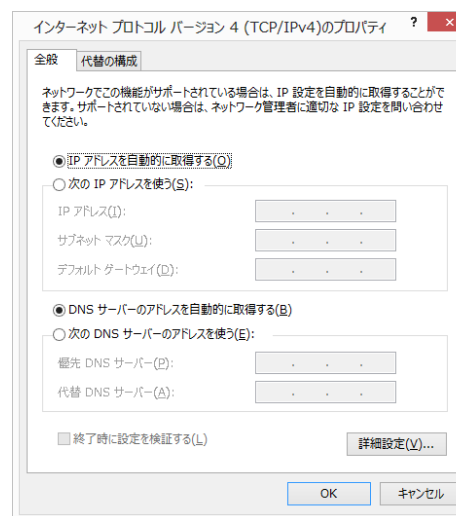 インターネット プロトコル バージョン 4 (TCP/IPv4)のプロパティ ? ×
全般 代替の構成
ネットワークでこの機能がサポートされている場合は、IP 設定を自動的に取得することがで
きます。サポートされていない場合は、ネットワーク管理者に適切な IP 設定を問い合わせ
てください。
IP アドレスを自動的に取得する(O)
次の IP アドレスを使う(S):
IP アドレス(I): . . .
サブネット マスク(U): . . .
デフォルト ゲートウェイ(D): . . .
DNS サーバーのアドレスを自動的に取得する(B)
次の DNS サーバーのアドレスを使う(E):
優先 DNS サーバー(P): . . .
代替 DNS サーバー(A): . . .
終了時に設定を検証する(L)
詳細設定(V)...
OK キャンセル